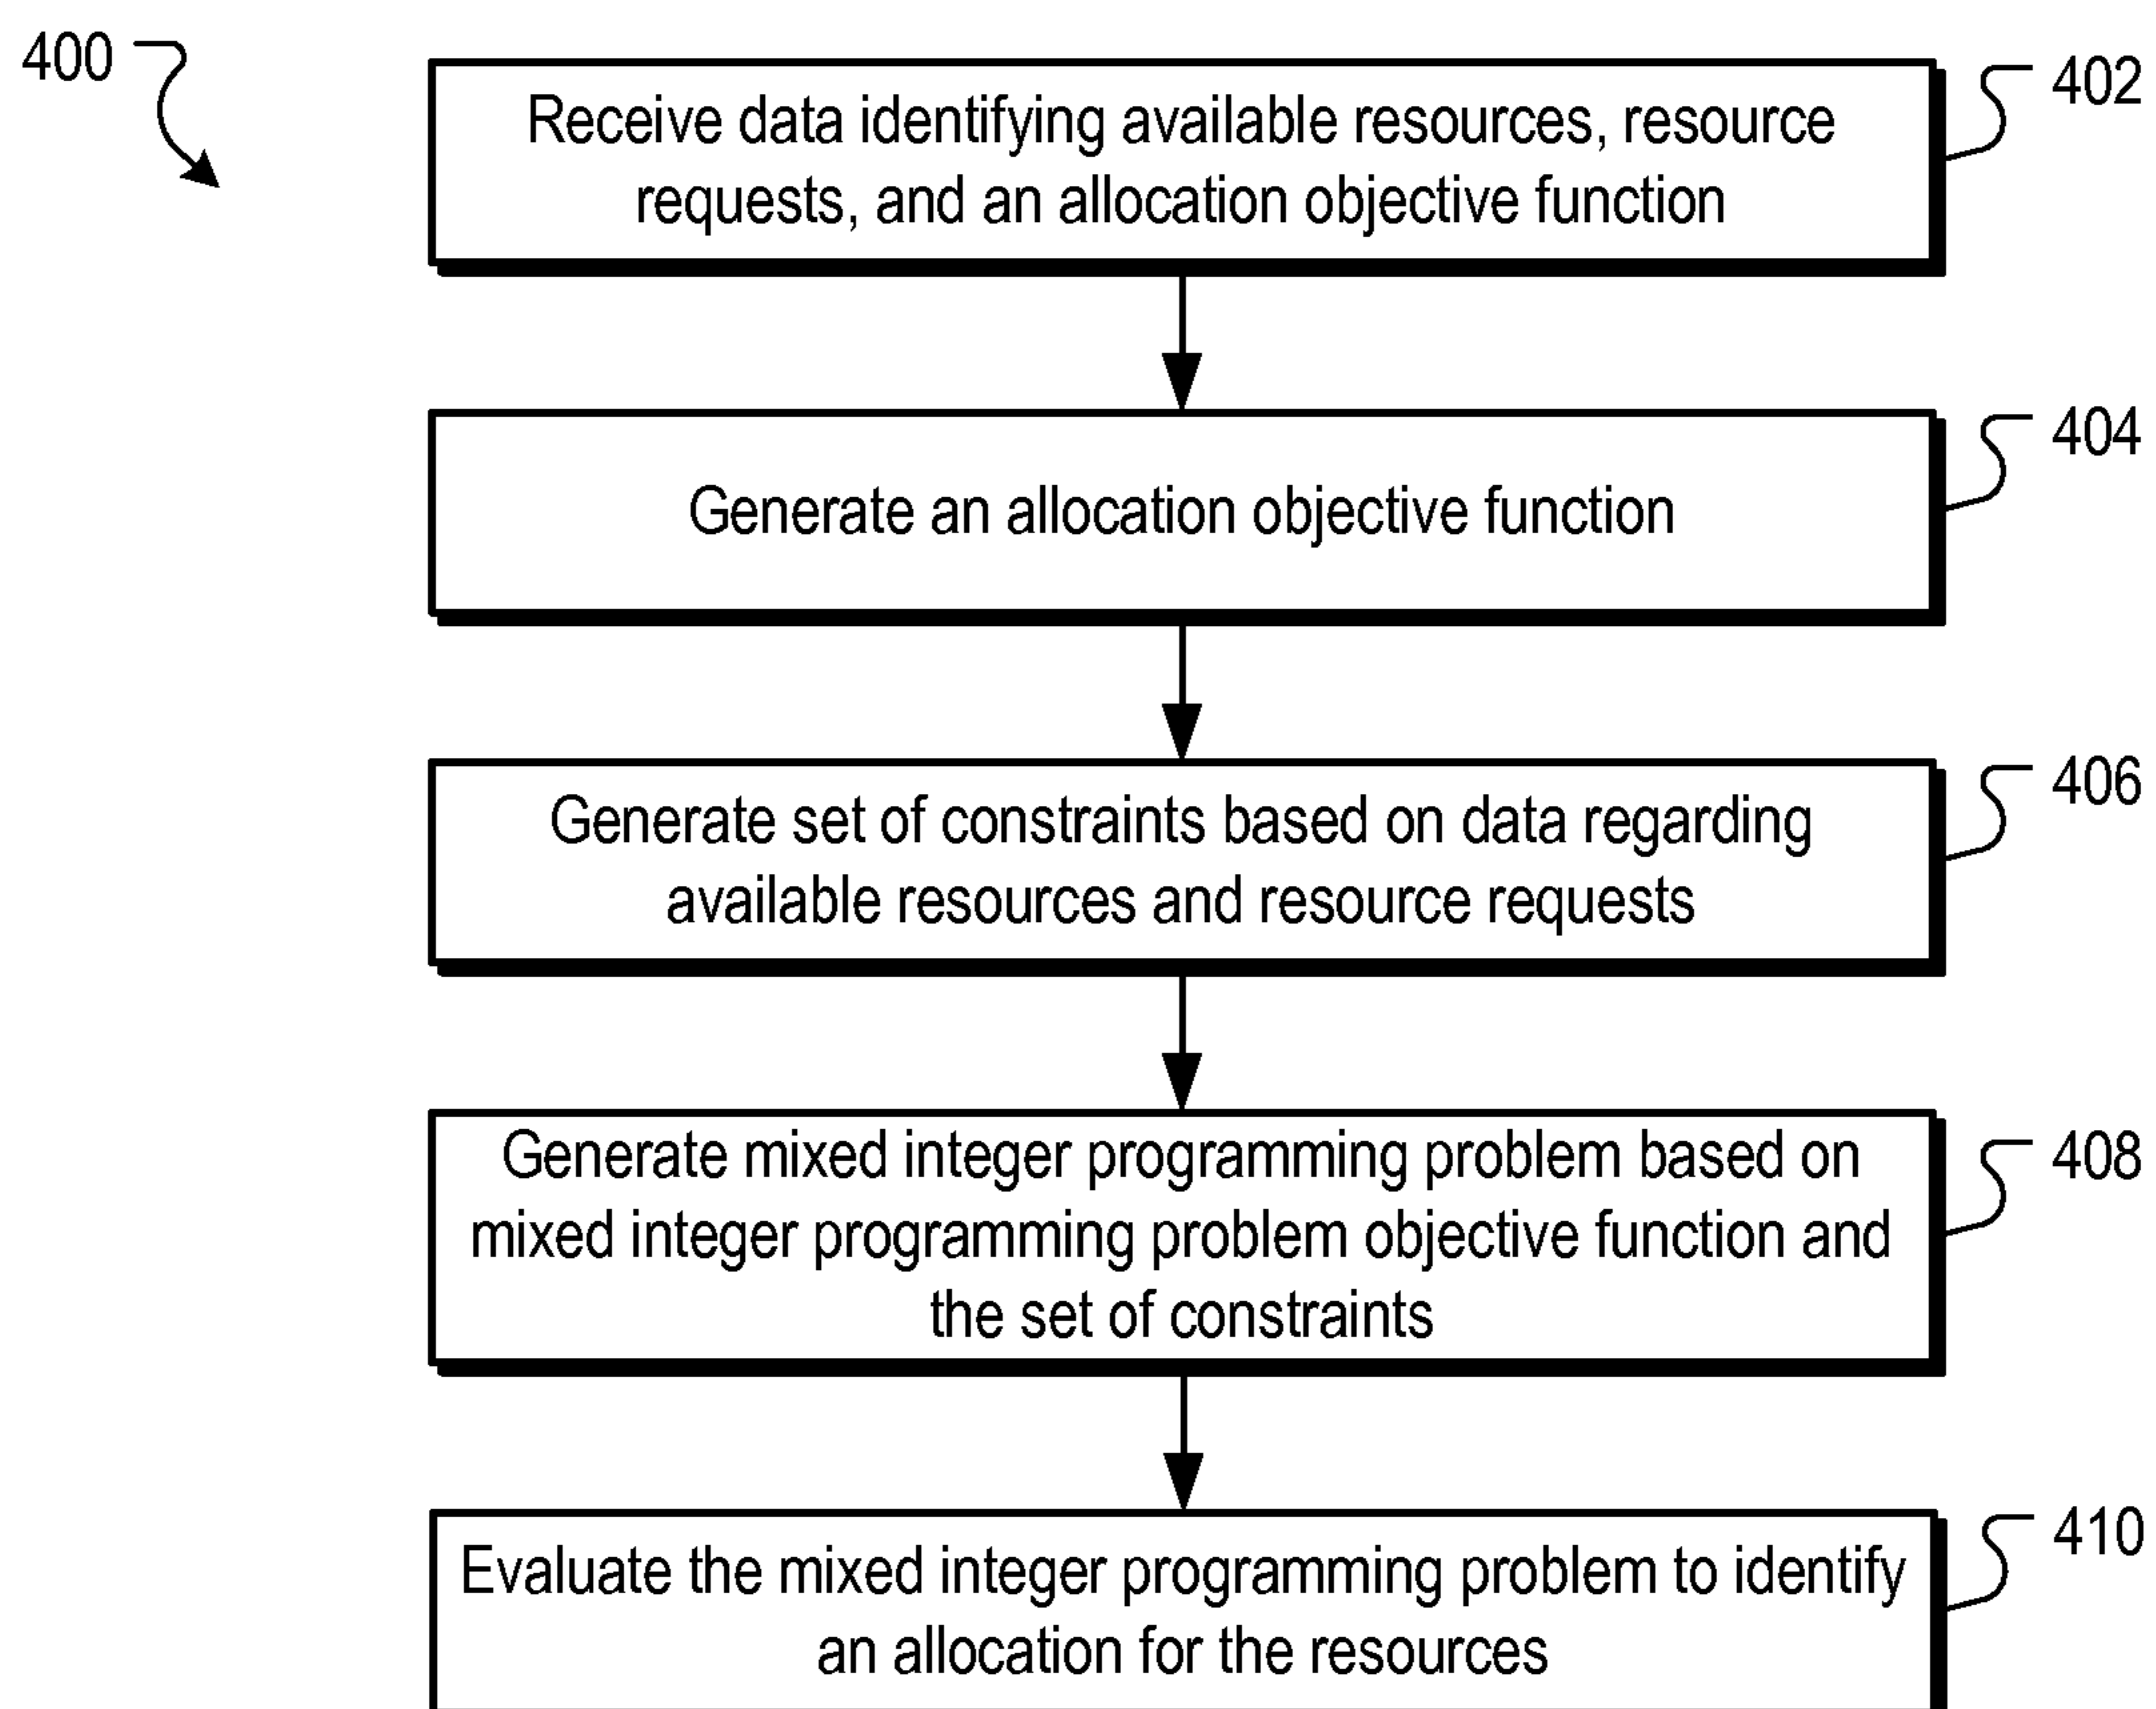 400
402
Receive data identifying available resources, resource
requests, and an allocation objective function
404
Generate an allocation objective function
406
Generate set of constraints based on data regarding
available resources and resource requests
408
Generate mixed integer programming problem based on
mixed integer programming problem objective function and
the set of constraints
410
Evaluate the mixed integer programming problem to identify
an allocation for the resources